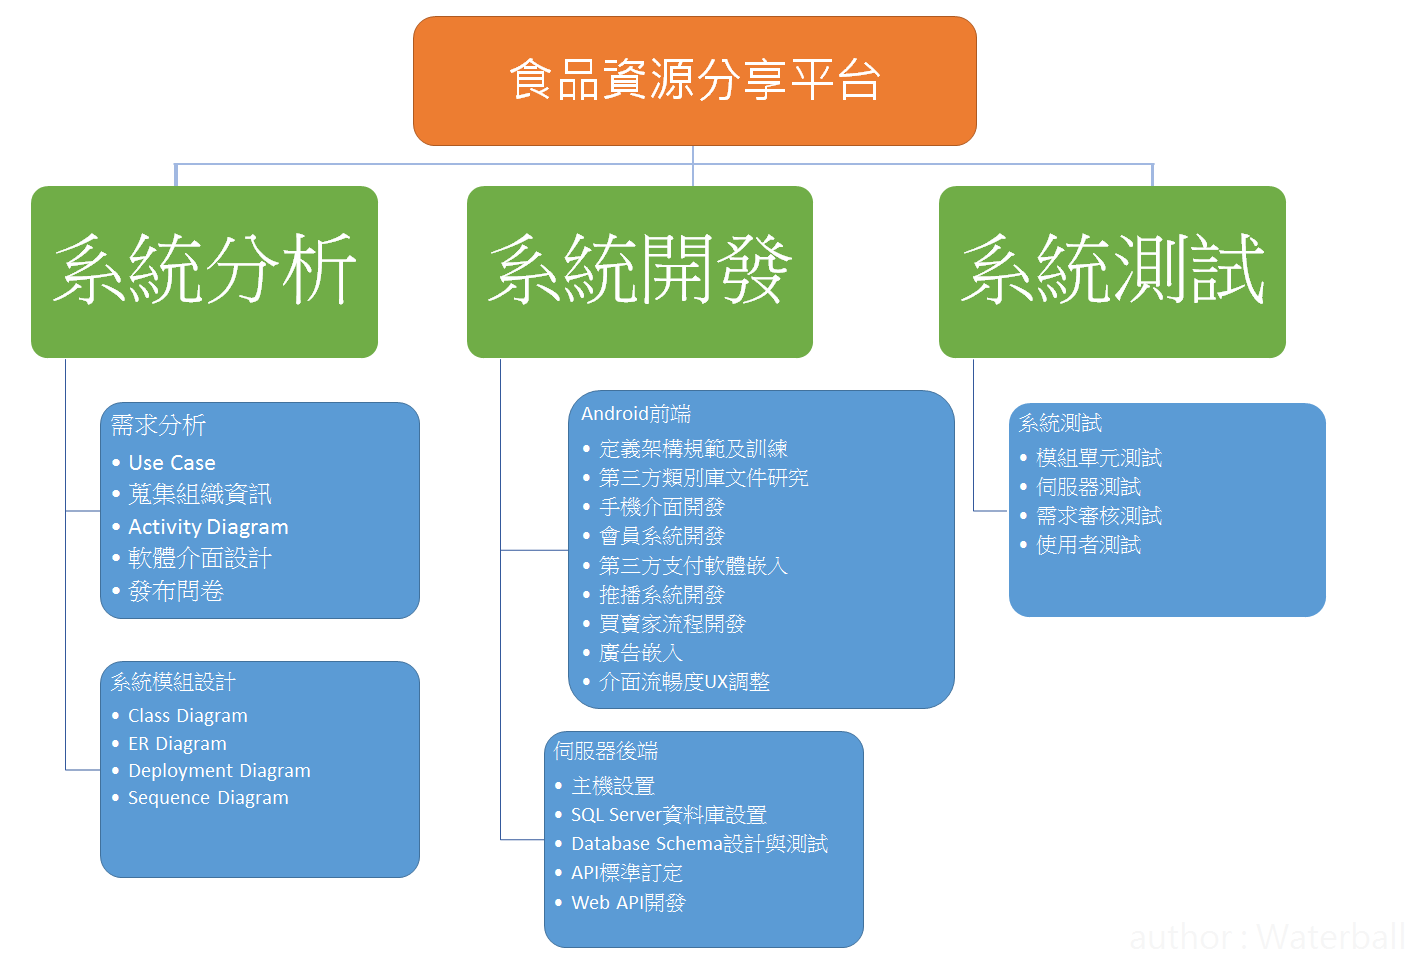 食品資源分享平台
系統分析
系統開發
系統測試
需求分析
• Use Case
• 蒐集組織資訊
• Activity Diagram
• 軟體介面設計
• 發布問卷
系統模組設計
• Class Diagram
• ER Diagram
• Deployment Diagram
• Sequence Diagram
Android前端
• 定義架構規範及訓練
• 第三方類別庫文件研究
• 手機介面開發
• 會員系統開發
• 第三方支付軟體嵌入
• 推播系統開發
• 買賣家流程開發
• 廣告嵌入
• 介面流暢度UX調整
伺服器後端
• 主機設置
• SQL Server資料庫設置
• Database Schema設計與測試
• API標準訂定
• Web API開發
系統測試
• 模組單元測試
• 伺服器測試
• 需求審核測試
• 使用者測試
author : Waterball